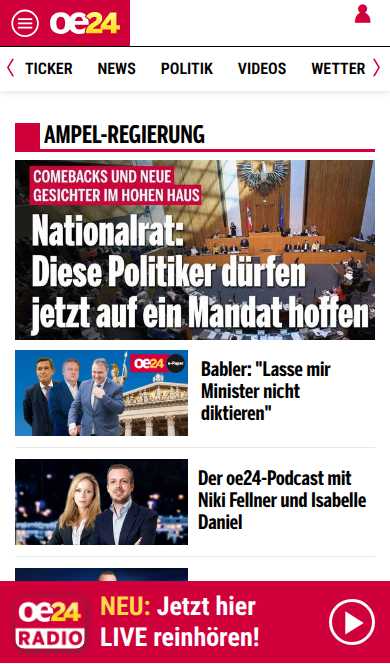 oe24
TICKER NEWS POLITIK VIDEOS WETTER
AMPEL-REGIERUNG
COMEBACKS UND NEUE
GESICHTER IM HOHEN HAUS
Nationalrat:
Diese Politiker dürfen
jetzt auf ein Mandat hoffen
oe24 e-Paper
Babler: "Lasse mir
Minister nicht
diktieren"
Der oe24-Podcast mit
Niki Fellner und Isabelle
Daniel
oe24
RADIO
NEU: Jetzt hier
LIVE reinhören!